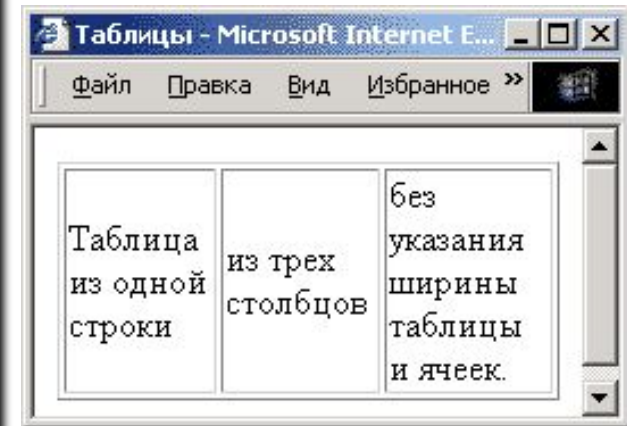 Таблицы - Microsoft Internet E...
Файл Правка Вид Избранное »
Таблица
из одной
строки
из трех
столбцов
без
указания
ширины
таблицы
и ячеек.